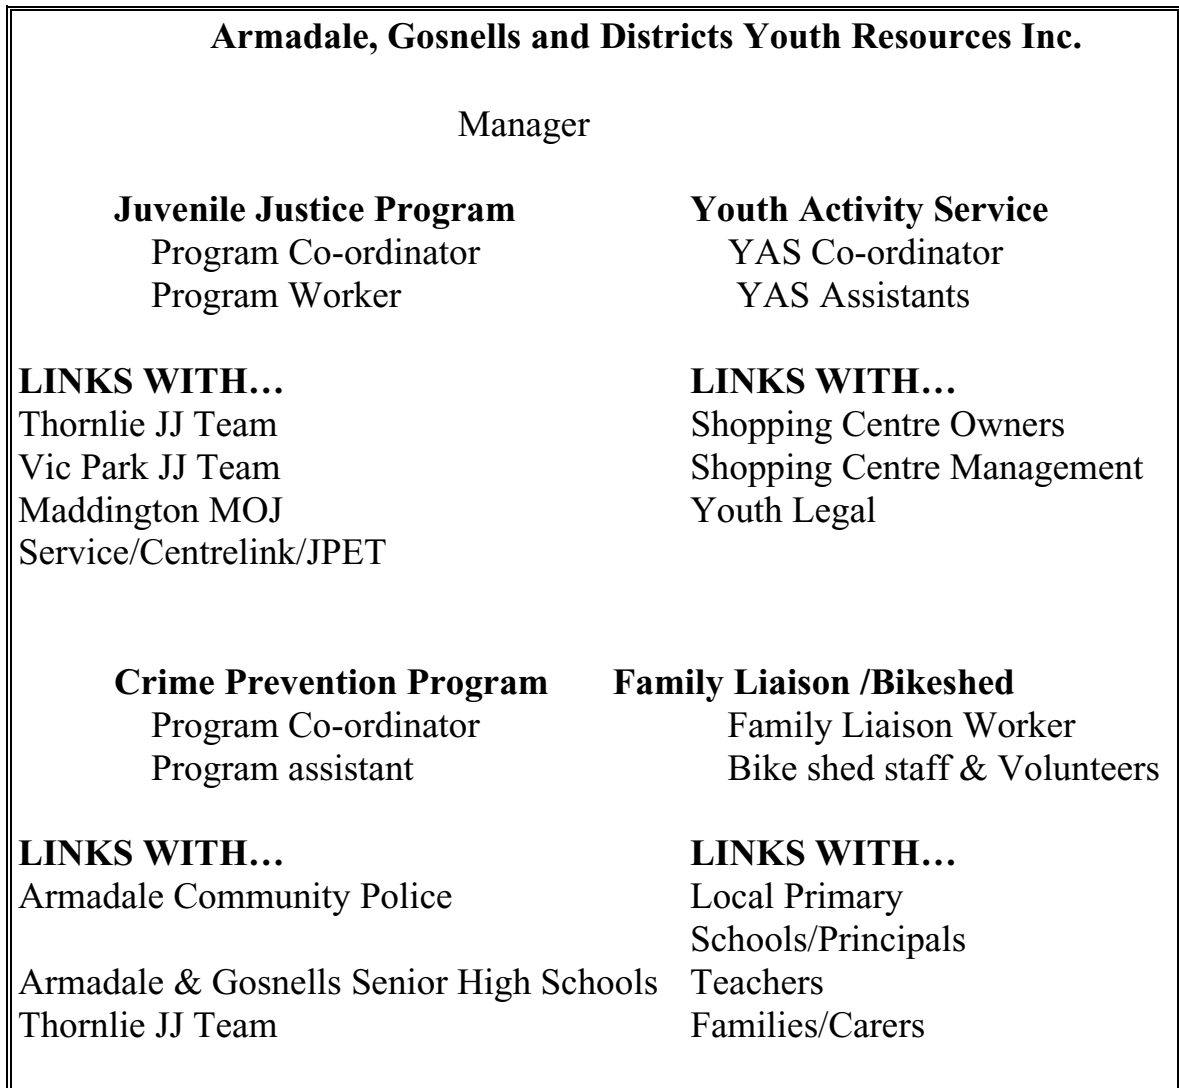 Armadale, Gosnells and Districts Youth Resources Inc.
Manager
Juvenile Justice Program
Program Co-ordinator
Program Worker
Youth Activity Service
YAS Co-ordinator
YAS Assistants
LINKS WITH…
Thornlie JJ Team
Vic Park JJ Team
Maddington MOJ
Service/Centrelink/JPET
LINKS WITH…
Shopping Centre Owners
Shopping Centre Management
Youth Legal
Crime Prevention Program
Program Co-ordinator
Program assistant
Family Liaison /Bikeshed
Family Liaison Worker
Bike shed staff & Volunteers
LINKS WITH…
Armadale Community Police
Armadale & Gosnells Senior High Schools
Thornlie JJ Team
LINKS WITH…
Local Primary
Schools/Principals
Teachers
Families/Carers